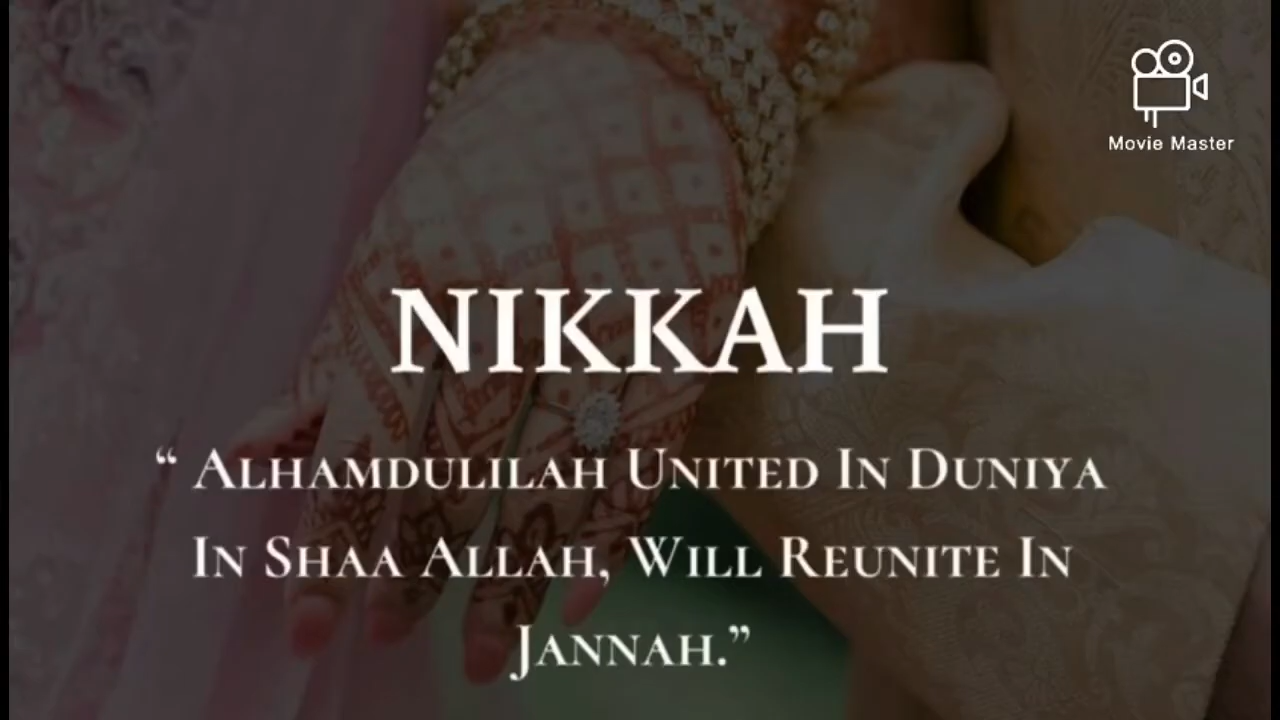 Movie Master
NIKKAH
“ Alhamdulilah United In Duniya
In Shaa Allah, Will Reunite In
Jannah.”